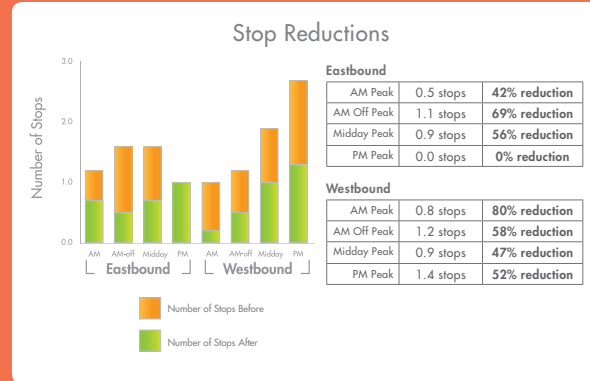 Stop Reductions
Number of Stops
3.0
2.0
1.0
0.0
AM AM-off Midday PM AM AM-off Midday PM
Eastbound Westbound
Number of Stops Before
Number of Stops After
Eastbound
AM Peak 0.5 stops 42% reduction
AM Off Peak 1.1 stops 69% reduction
Midday Peak 0.9 stops 56% reduction
PM Peak 0.0 stops 0% reduction
Westbound
AM Peak 0.8 stops 80% reduction
AM Off Peak 1.2 stops 58% reduction
Midday Peak 0.9 stops 47% reduction
PM Peak 1.4 stops 52% reduction